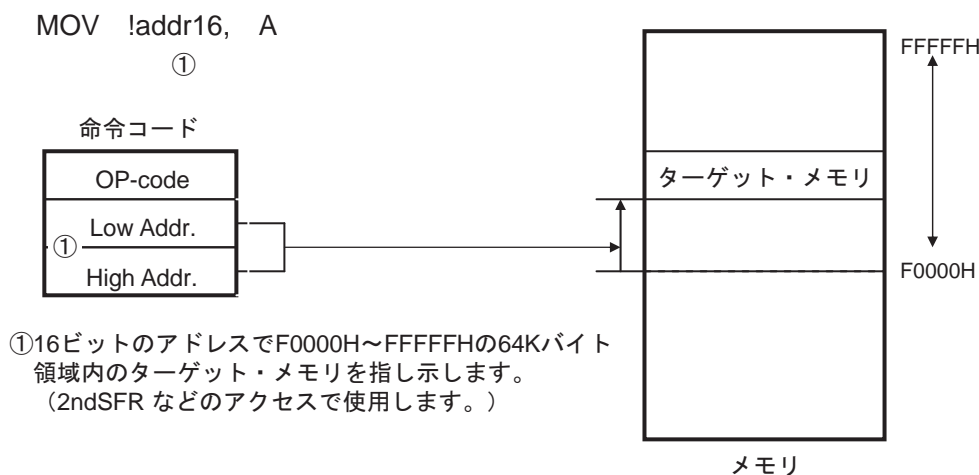 MOV !addr16, A
①
命令コード
OP-code
Low Addr.
①
High Addr.
FFFFFH
ターゲット・メモリ
F0000H
①16ビットのアドレスでF0000H～FFFFFHの64Kバイト
領域内のターゲット・メモリを指し示します。
（2ndSFR などのアクセスで使用します。）
メモリ